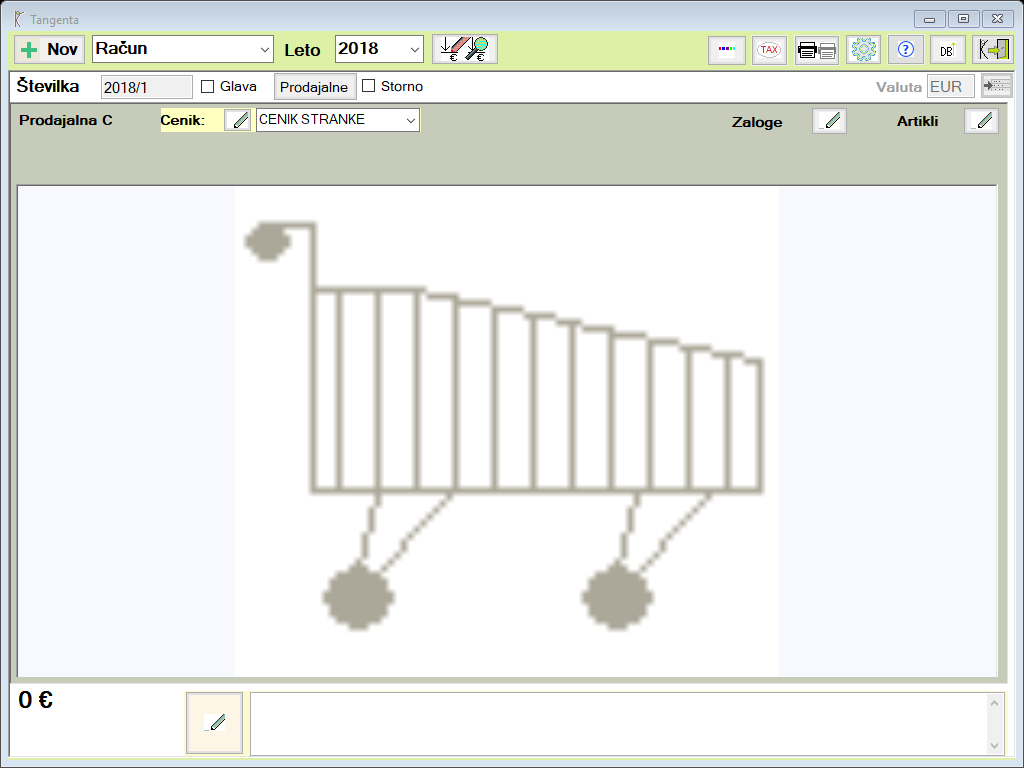 Tangenta
Nov Račun Leto 2018 € € TAX ? DB
Številka 2018/1 Glava Prodajalne Storno Valuta EUR
Prodajalna C Cenik: CENIK STRANKE Zaloge Artikli
0 €